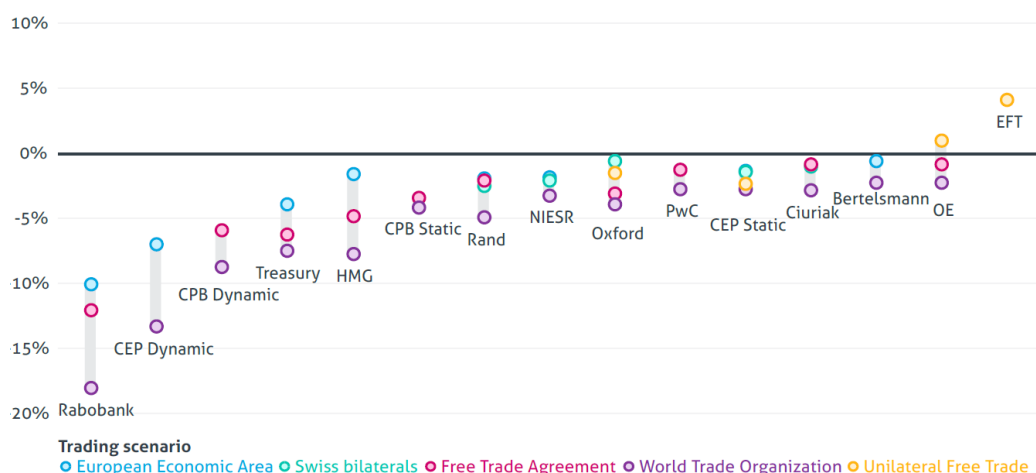 10%
5%
EFT
0%
-5%
Bertelsmann
CPB Static
PwC
Ciuriak
OE
NIESR
CEP Static
Rand
Oxford
Treasury
HMG
-10%
CPB Dynamic
-15%
CEP Dynamic
-20%
Rabobank
Trading scenario
European Economic Area Swiss bilaterals Free Trade Agreement World Trade Organization Unilateral Free Trade